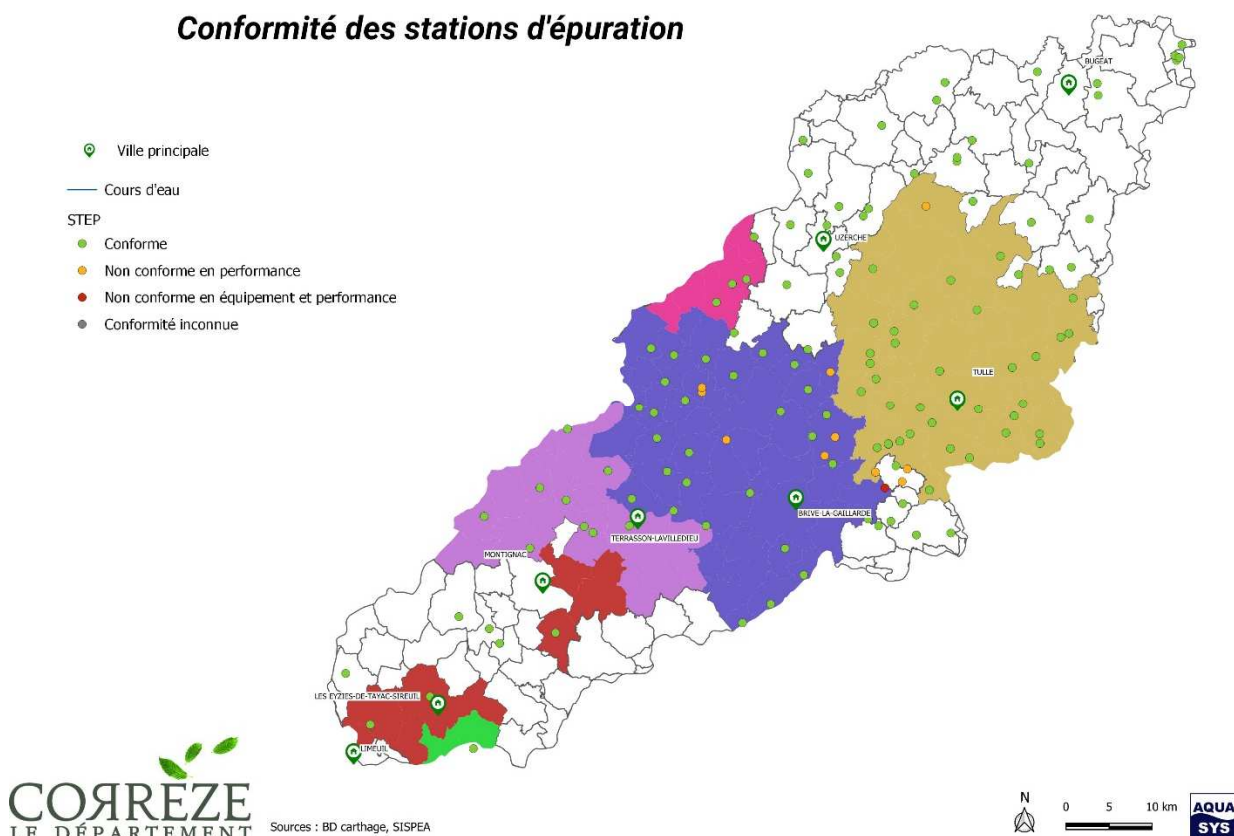 Conformité des stations d'épuration
Ville principale
Cours d'eau
STEP
Conforme
Non conforme en performance
Non conforme en équipement et performance
Conformité inconnue
BUGEAT
UZERCHE
TULLE
BRIVE-LA-GAILLARDE
TERRASSON-LAVILLEDIEU
MONTIGNAC
LES EYZIES-DE-TAYAC-SIREUIL
LIMEUIL
CORREZE
LE DÉPARTEMENT
Sources : BD carthage, SISPEA
N
0 5 10 km
AQUA
SYS